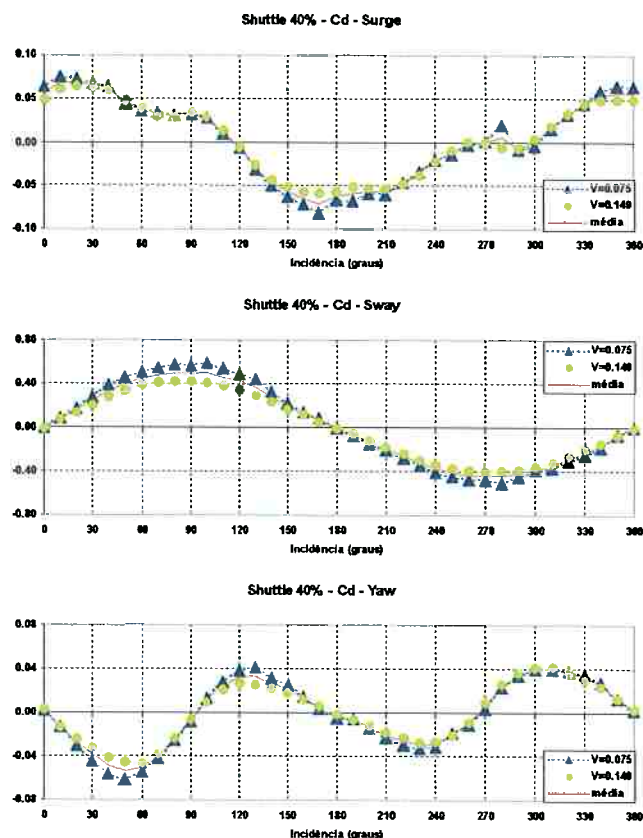 Shuttle 40% - Cd - Surge
0.10
0.05
0.00
-0.05
-0.10
0 30 60 90 120 150 180 210 240 270 300 330 360
Incidência (graus)
V=0.075
V=0.149
média
Shuttle 40% - Cd - Sway
0.80
0.40
0.00
-0.40
-0.80
0 30 60 90 120 150 180 210 240 270 300 330 360
Incidência (graus)
V=0.075
V=0.149
média
Shuttle 40% - Cd - Yaw
0.08
0.04
0.00
-0.04
-0.08
0 30 60 90 120 150 180 210 240 270 300 330 360
Incidência (graus)
V=0.075
V=0.149
média